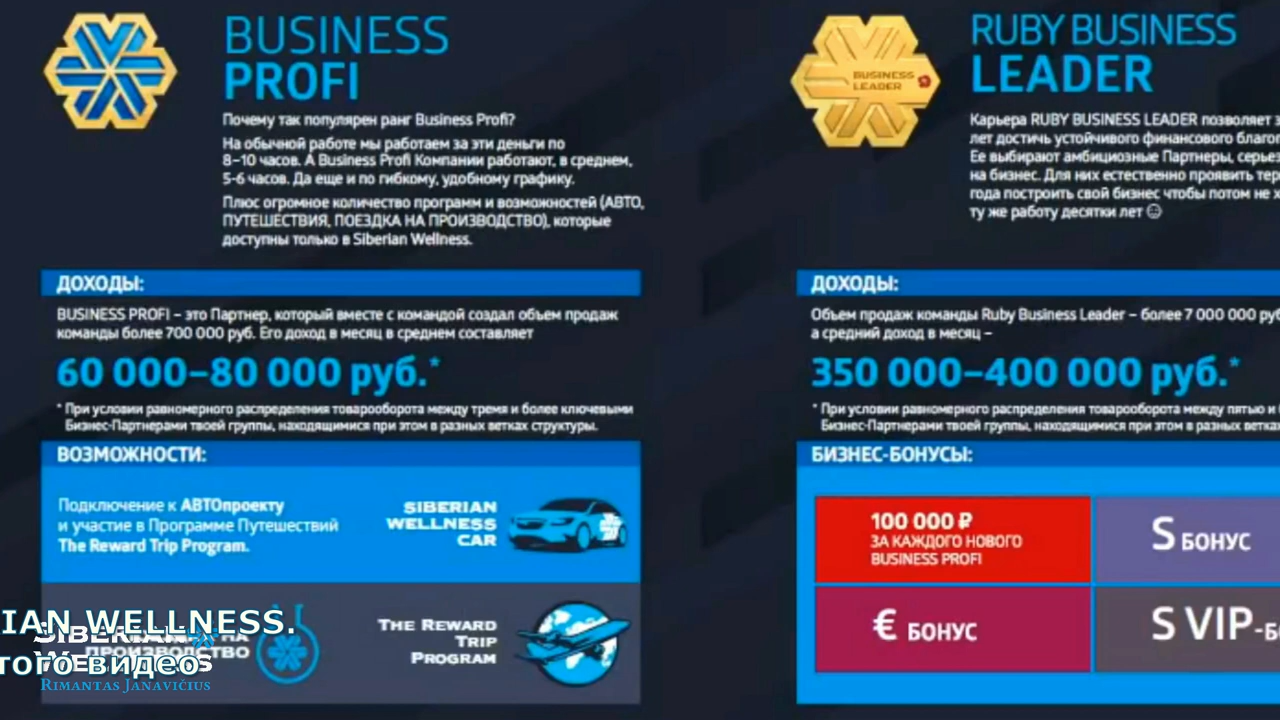 BUSINESS
PROFI
Почему так популярен ранг Business Profi?
На обычной работе мы работаем за эти деньги по
8–10 часов. А Business Profi Компании работают, в среднем,
5-6 часов. Да еще и по гибкому, удобному графику.
Плюс огромное количество программ и возможностей (АВТО,
ПУТЕШЕСТВИЯ, ПОЕЗДКА НА ПРОИЗВОДСТВО), которые
доступны только в Siberian Wellness.
ДОХОДЫ:
BUSINESS PROFI – это Партнер, который вместе с командой создал объем продаж
команды более 700 000 руб. Его доход в месяц в среднем составляет
60 000–80 000 руб.*
* При условии равномерного распределения товарооборота между тремя и более ключевыми
Бизнес-Партнерами твоей группы, находящимися при этом в разных ветках структуры.
ВОЗМОЖНОСТИ:
Подключение к АВТОпроекту
и участие в Программе Путешествий
The Reward Trip Program.
SIBERIAN
WELLNESS
CAR
IAN WELLNESS.
того видео
SIBERIAN
НА
ПРОИЗВОДСТВО
RIMANTAS JANAVIČIUS
THE REWARD
TRIP
PROGRAM
BUSINESS
LEADER
RUBY BUSINESS
LEADER
Карьера RUBY BUSINESS LEADER позволяет з
лет достичь устойчивого финансового благог
Ее выбирают амбициозные Партнеры, серьез
на бизнес. Для них естественно проявить тер
года построить свой бизнес чтобы потом не х
ту же работу десятки лет ☺
ДОХОДЫ:
Объем продаж команды Ruby Business Leader – более 7 000 000 руб
а средний доход в месяц –
350 000–400 000 руб.*
* При условии равномерного распределения товарооборота между пятью и
Бизнес-Партнерами твоей группы, находящимися при этом в разных ветках
БИЗНЕС-БОНУСЫ:
100 000 ₽
ЗА КАЖДОГО НОВОГО
BUSINESS PROFI
S БОНУС
€ БОНУС
S VIP-Б